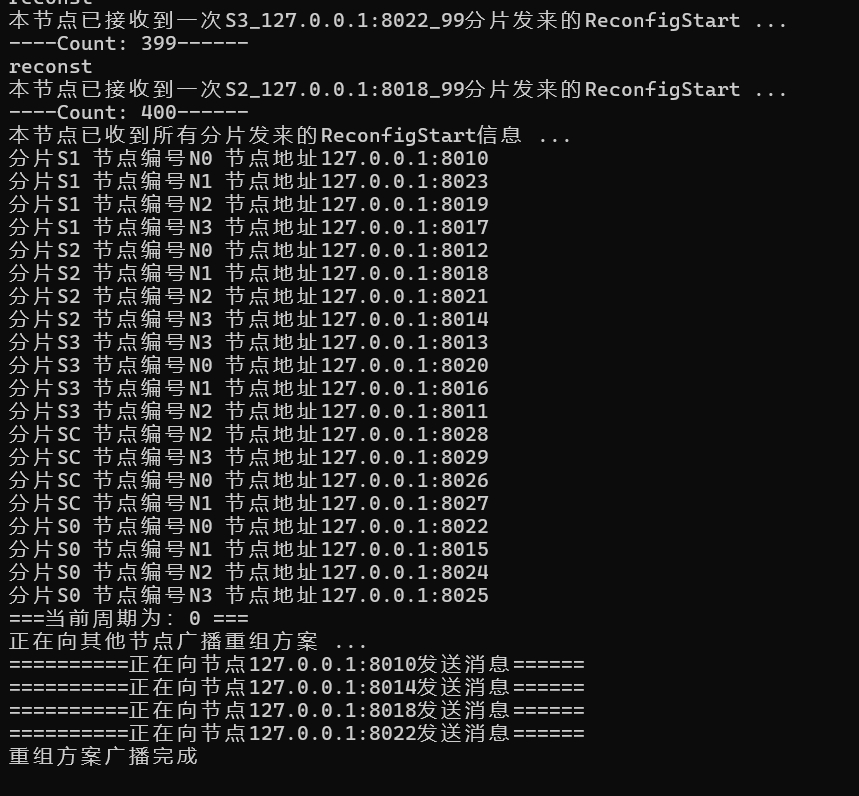 reconst
本节点已接收到一次S3_127.0.0.1:8022_99分片发来的ReconfigStart ...
----Count: 399------
reconst
本节点已接收到一次S2_127.0.0.1:8018_99分片发来的ReconfigStart ...
----Count: 400------
本节点已收到所有分片发来的ReconfigStart信息 ...
分片S1 节点编号N0 节点地址127.0.0.1:8010
分片S1 节点编号N1 节点地址127.0.0.1:8023
分片S1 节点编号N2 节点地址127.0.0.1:8019
分片S1 节点编号N3 节点地址127.0.0.1:8017
分片S2 节点编号N0 节点地址127.0.0.1:8012
分片S2 节点编号N1 节点地址127.0.0.1:8018
分片S2 节点编号N2 节点地址127.0.0.1:8021
分片S2 节点编号N3 节点地址127.0.0.1:8014
分片S3 节点编号N3 节点地址127.0.0.1:8013
分片S3 节点编号N0 节点地址127.0.0.1:8020
分片S3 节点编号N1 节点地址127.0.0.1:8016
分片S3 节点编号N2 节点地址127.0.0.1:8011
分片SC 节点编号N2 节点地址127.0.0.1:8028
分片SC 节点编号N3 节点地址127.0.0.1:8029
分片SC 节点编号N0 节点地址127.0.0.1:8026
分片SC 节点编号N1 节点地址127.0.0.1:8027
分片S0 节点编号N0 节点地址127.0.0.1:8022
分片S0 节点编号N1 节点地址127.0.0.1:8015
分片S0 节点编号N2 节点地址127.0.0.1:8024
分片S0 节点编号N3 节点地址127.0.0.1:8025
===当前周期为: 0 ===
正在向其他节点广播重组方案 ...
==========正在向节点127.0.0.1:8010发送消息======
==========正在向节点127.0.0.1:8014发送消息======
==========正在向节点127.0.0.1:8018发送消息======
==========正在向节点127.0.0.1:8022发送消息======
重组方案广播完成